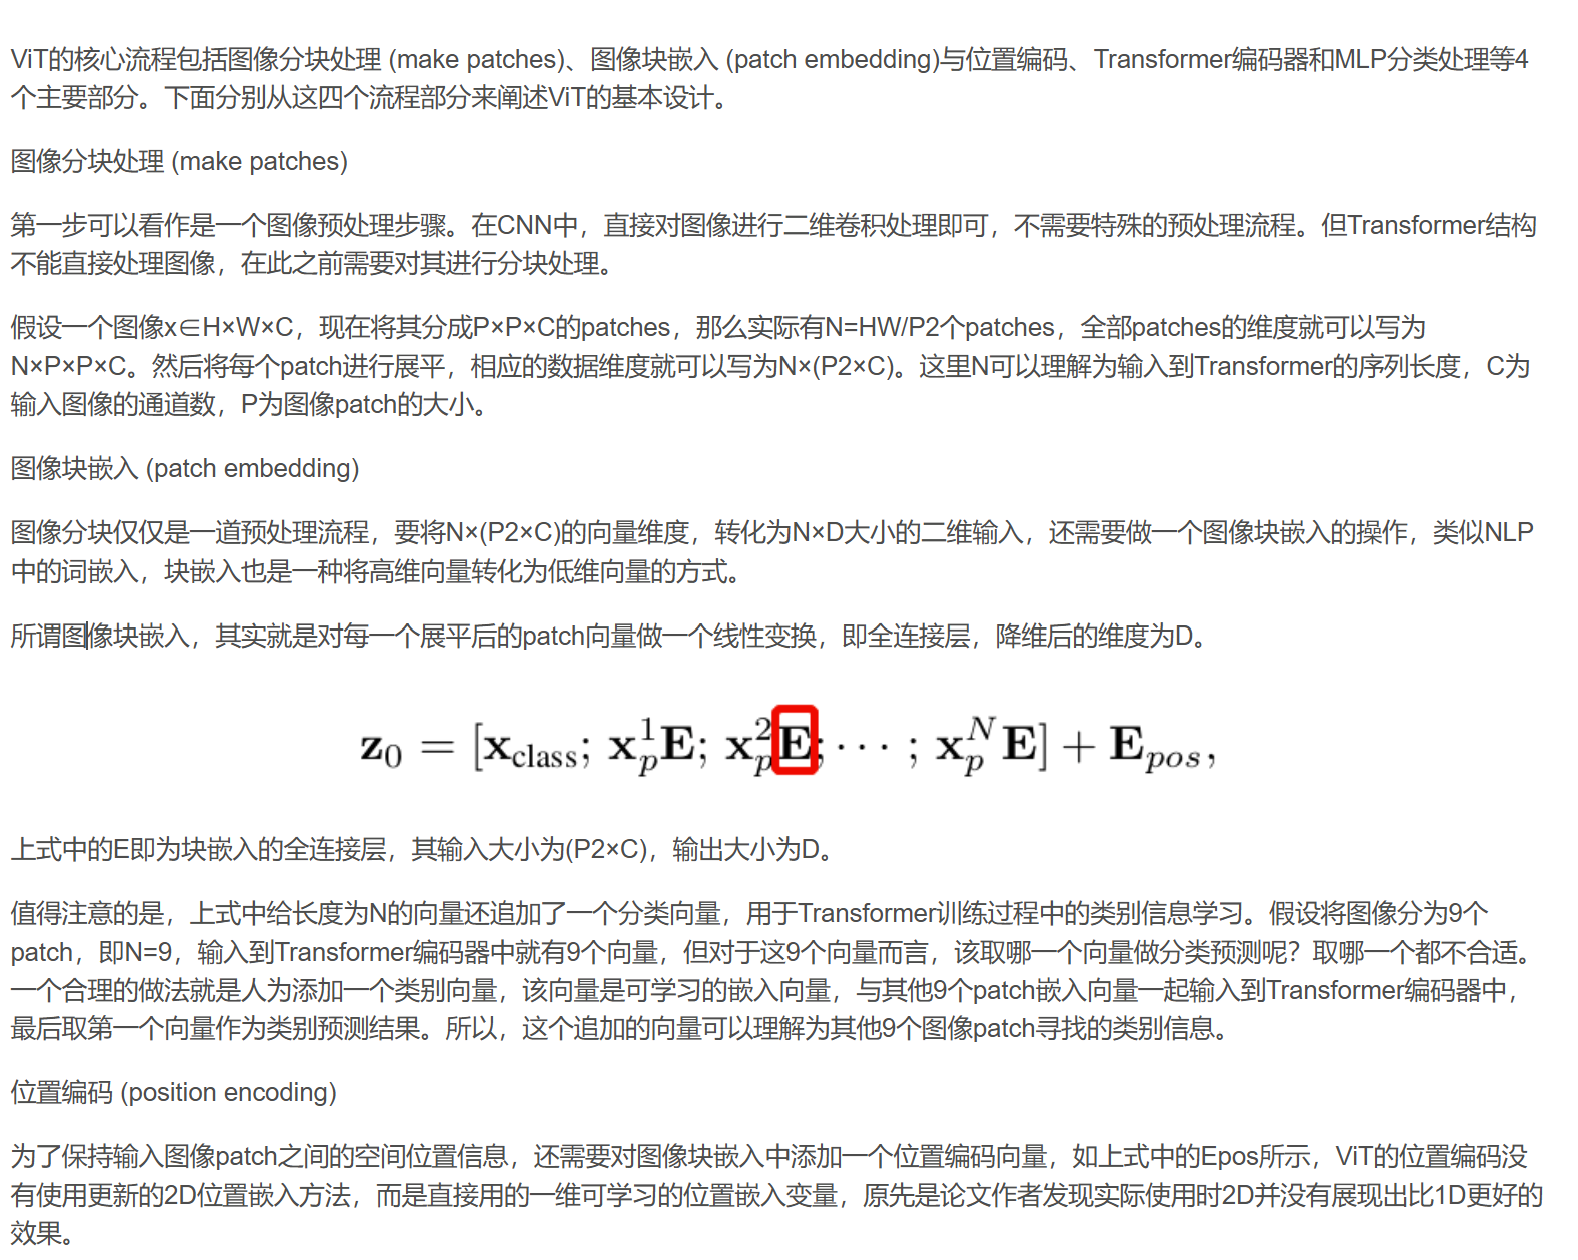 ViT的核心流程包括图像分块处理 (make patches)、图像块嵌入 (patch embedding)与位置编码、Transformer编码器和MLP分类处理等4
个主要部分。下面分别从这四个流程部分来阐述ViT的基本设计。
图像分块处理 (make patches)
第一步可以看作是一个图像预处理步骤。在CNN中，直接对图像进行二维卷积处理即可，不需要特殊的预处理流程。但Transformer结构
不能直接处理图像，在此之前需要对其进行分块处理。
假设一个图像x∈H×W×C，现在将其分成P×P×C的patches，那么实际有N=HW/P2个patches，全部patches的维度就可以写为
N×P×P×C。然后将每个patch进行展平，相应的数据维度就可以写为N×(P2×C)。这里N可以理解为输入到Transformer的序列长度，C为
输入图像的通道数，P为图像patch的大小。
图像块嵌入 (patch embedding)
图像分块仅仅是一道预处理流程，要将N×(P2×C)的向量维度，转化为N×D大小的二维输入，还需要做一个图像块嵌入的操作，类似NLP
中的词嵌入，块嵌入也是一种将高维向量转化为低维向量的方式。
所谓图像块嵌入，其实就是对每一个展平后的patch向量做一个线性变换，即全连接层，降维后的维度为D。
$\mathbf{z}_0 = [\mathbf{x}_{\text{class}}; \mathbf{x}_p^1\mathbf{E}; \mathbf{x}_p^2\mathbf{E}; \cdots ; \mathbf{x}_p^N\mathbf{E}] + \mathbf{E}_{pos},$
上式中的E即为块嵌入的全连接层，其输入大小为(P2×C)，输出大小为D。
值得注意的是，上式中给长度为N的向量还追加了一个分类向量，用于Transformer训练过程中的类别信息学习。假设将图像分为9个
patch，即N=9，输入到Transformer编码器中就有9个向量，但对于这9个向量而言，该取哪一个向量做分类预测呢？取哪一个都不合适。
一个合理的做法就是人为添加一个类别向量，该向量是可学习的嵌入向量，与其他9个patch嵌入向量一起输入到Transformer编码器中，
最后取第一个向量作为类别预测结果。所以，这个追加的向量可以理解为其他9个图像patch寻找的类别信息。
位置编码 (position encoding)
为了保持输入图像patch之间的空间位置信息，还需要对图像块嵌入中添加一个位置编码向量，如上式中的Epos所示，ViT的位置编码没
有使用更新的2D位置嵌入方法，而是直接用的一维可学习的位置嵌入变量，原先是论文作者发现实际使用时2D并没有展现出比1D更好的
效果。